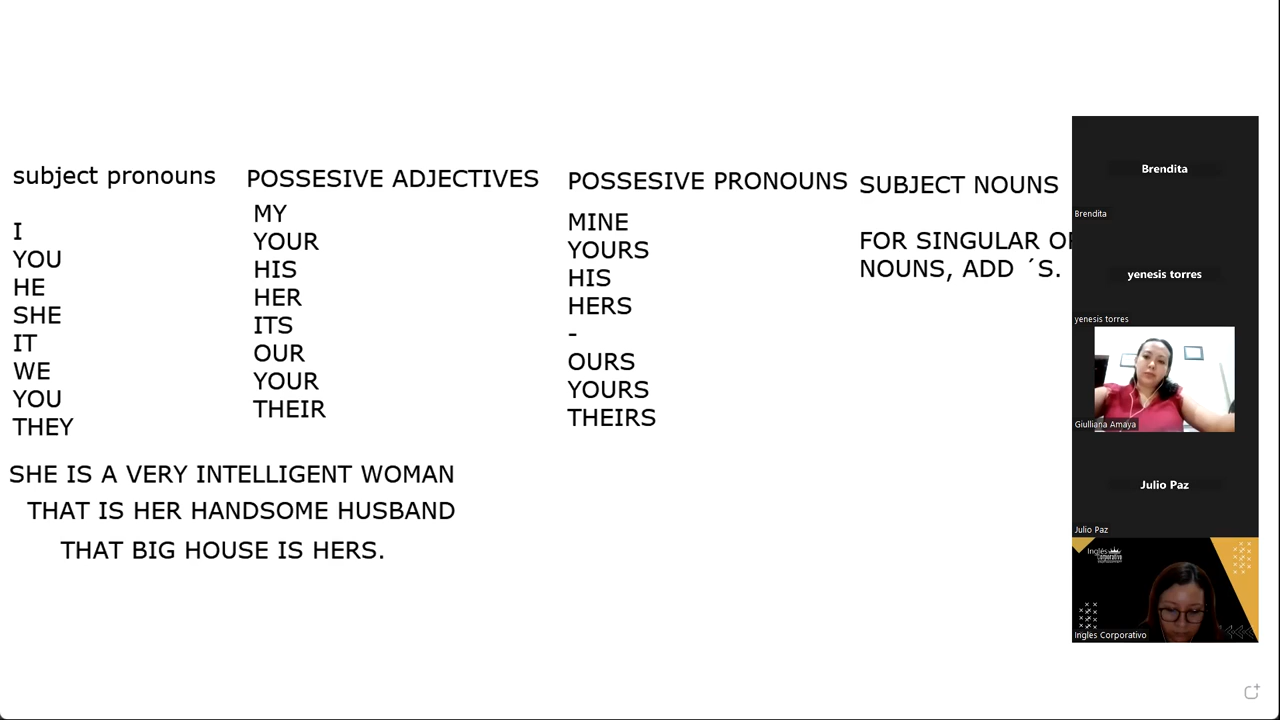 subject pronouns
I
YOU
HE
SHE
IT
WE
YOU
THEY
POSSESIVE ADJECTIVES
MY
YOUR
HIS
HER
ITS
OUR
YOUR
THEIR
POSSESIVE PRONOUNS
MINE
YOURS
HIS
HERS
-
OURS
YOURS
THEIRS
SUBJECT NOUNS
FOR SINGULAR
NOUNS, ADD ´S.
SHE IS A VERY INTELLIGENT WOMAN
THAT IS HER HANDSOME HUSBAND
THAT BIG HOUSE IS HERS.
Brendita
Brendita
yenesis torres
yenesis torres
Giulliana Amaya
Julio Paz
Julio Paz
Inglés
Corporativo
Ingles Corporativo